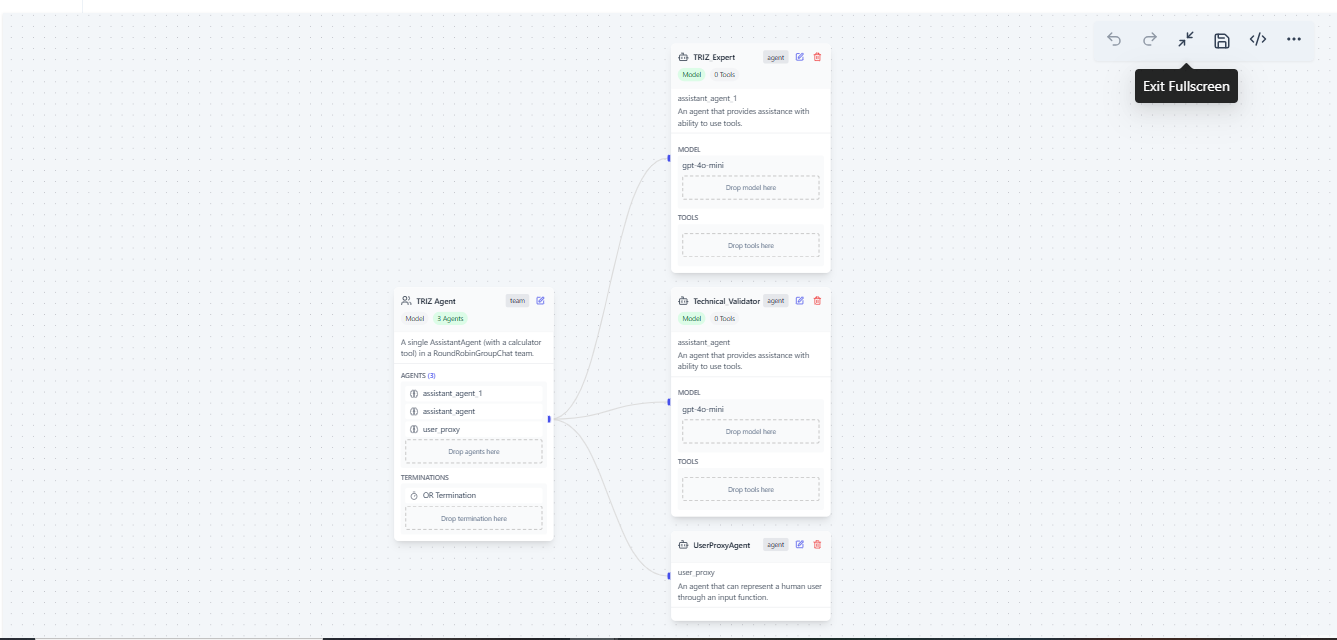 Exit Fullscreen
TRIZ Agent
team
Model
3 Agents
A single AssistantAgent (with a calculator
tool) in a RoundRobinGroupChat team.
AGENTS (3)
assistant_agent_1
assistant_agent
user_proxy
Drop agents here
TERMINATIONS
OR Termination
Drop termination here
TRIZ_Expert
agent
Model
0 Tools
assistant_agent_1
An agent that provides assistance with
ability to use tools.
MODEL
gpt-4o-mini
Drop model here
TOOLS
Drop tools here
Technical_Validator
agent
Model
0 Tools
assistant_agent
An agent that provides assistance with
ability to use tools.
MODEL
gpt-4o-mini
Drop model here
TOOLS
Drop tools here
UserProxyAgent
agent
user_proxy
An agent that can represent a human user
through an input function.